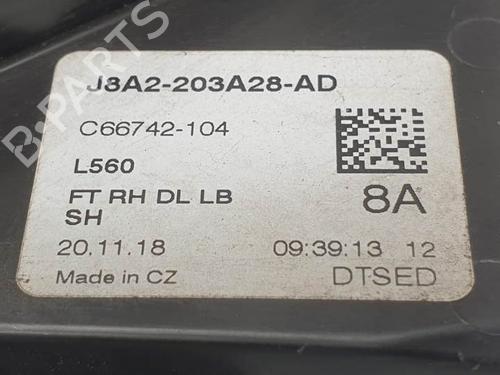 J8A2-203A28-AD
C66742-104
L560
FT RH DL LB
SH
8A
20.11.18 09:39:13 12
Made in CZ DTSED
B-PARTS